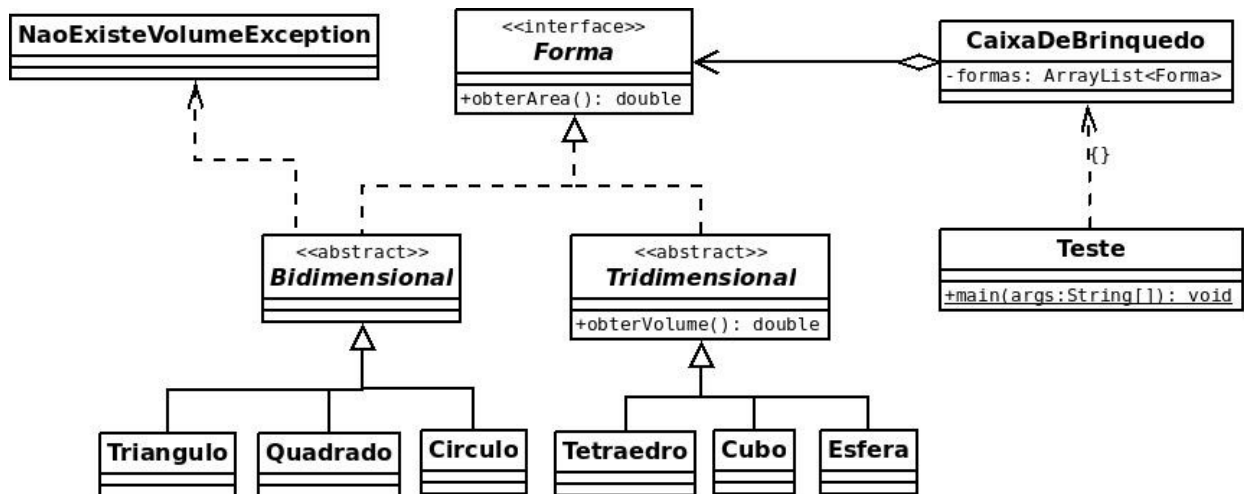 NaoExisteVolumeException
<<interface>>
Forma
+obterArea(): double
CaixaDeBrinquedo
-formas: ArrayList<Forma>
{}
<<abstract>>
Bidimensional
<<abstract>>
Tridimensional
+obterVolume(): double
Teste
+main(args:String[]): void
Triangulo
Quadrado
Circulo
Tetraedro
Cubo
Esfera